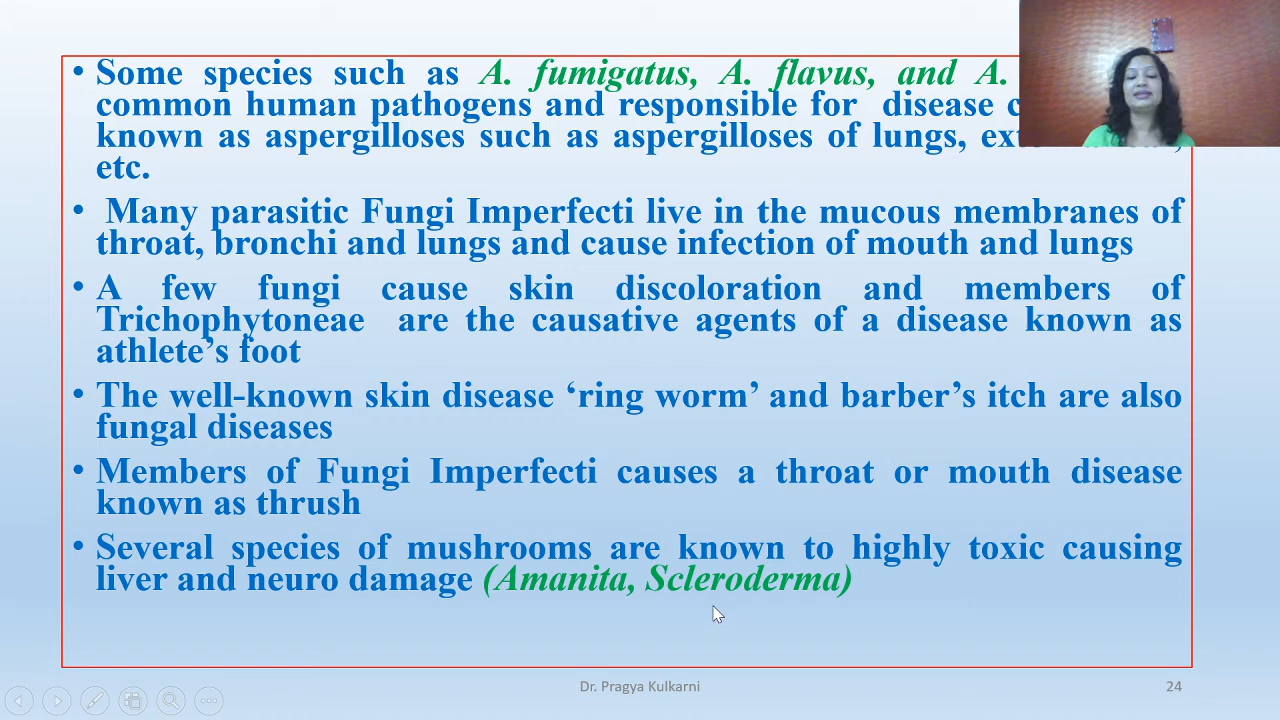 • Some species such as A. fumigatus, A. flavus, and A.
common human pathogens and responsible for disease
known as aspergilloses such as aspergilloses of lungs,
etc.
• Many parasitic Fungi Imperfecti live in the mucous membranes of
throat, bronchi and lungs and cause infection of mouth and lungs
• A few fungi cause skin discoloration and members of
Trichophytoneae are the causative agents of a disease known as
athlete’s foot
• The well-known skin disease ‘ring worm’ and barber’s itch are also
fungal diseases
• Members of Fungi Imperfecti causes a throat or mouth disease
known as thrush
• Several species of mushrooms are known to highly toxic causing
liver and neuro damage (Amanita, Scleroderma)
Dr. Pragya Kulkarni
24